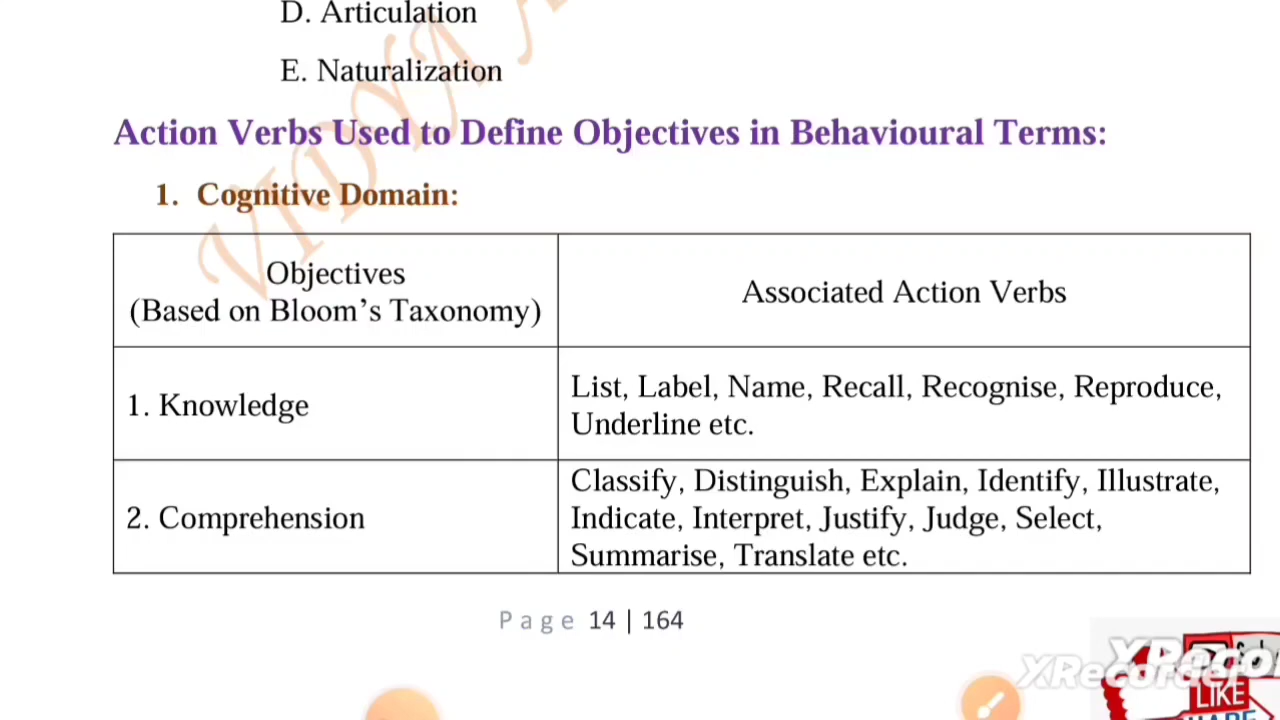 D. Articulation
E. Naturalization
Action Verbs Used to Define Objectives in Behavioural Terms:
1. Cognitive Domain:
Objectives
(Based on Bloom's Taxonomy)
Associated Action Verbs
1. Knowledge
List, Label, Name, Recall, Recognise, Reproduce,
Underline etc.
2. Comprehension
Classify, Distinguish, Explain, Identify, Illustrate,
Indicate, Interpret, Justify, Judge, Select,
Summarise, Translate etc.
Page 14 | 164
VIDYA
XRecorder
LIKE